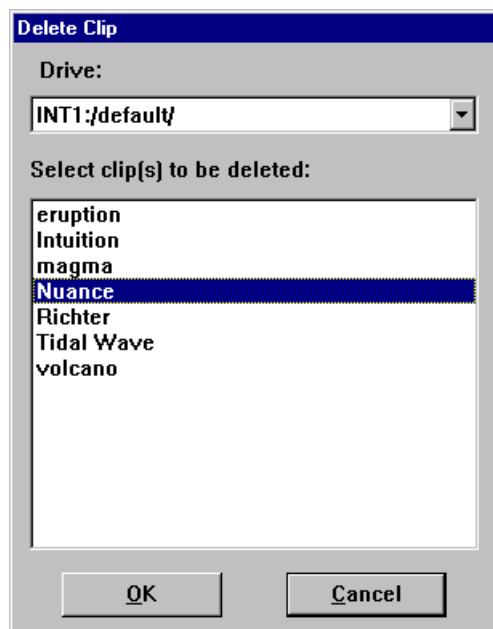 Delete Clip
Drive:
INT1:/default/
Select clip(s) to be deleted:
eruption
Intuition
magma
Nuance
Richter
Tidal Wave
volcano
OK
Cancel